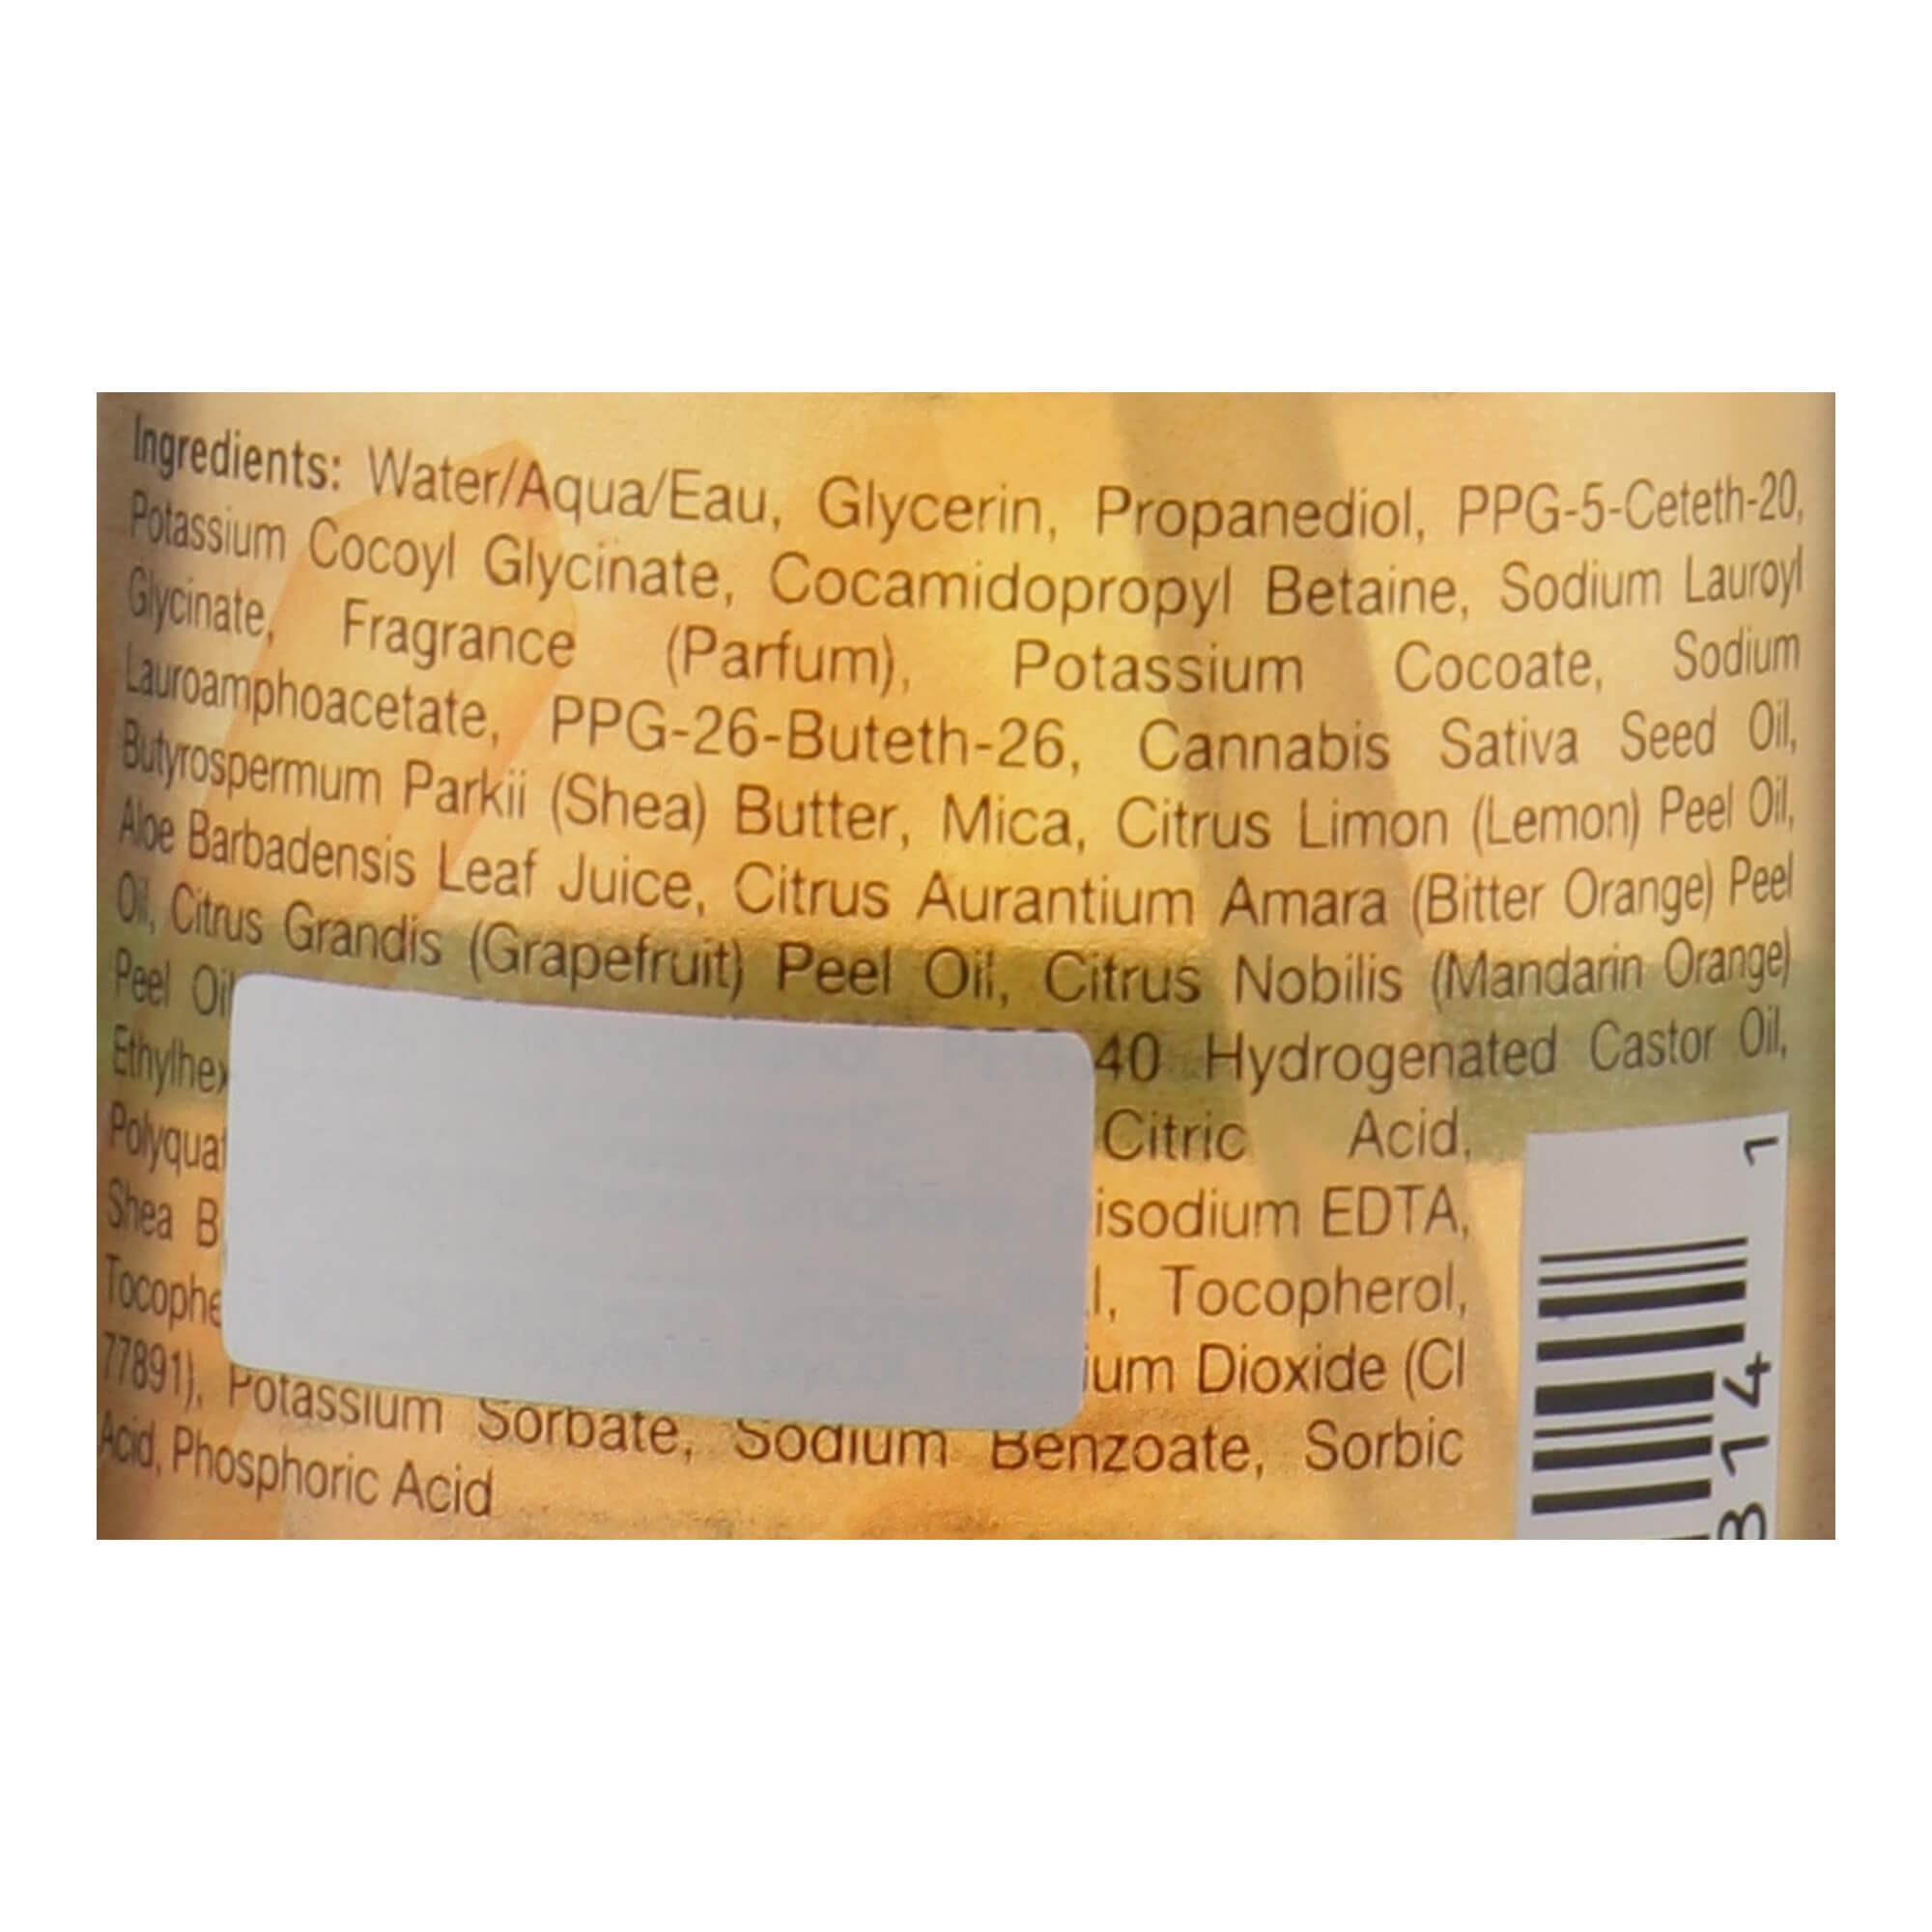 Ingredients: Water/Aqua/Eau, Glycerin, Propanediol, PPG-5-Ceteth-20,
Potassium Cocoyl Glycinate, Cocamidopropyl Betaine, Sodium Lauroyl
Glycinate, Fragrance (Parfum), Potassium Cocoate, Sodium
Lauroamphoacetate, PPG-26-Buteth-26, Cannabis Sativa Seed Oil,
Butyrospermum Parkii (Shea) Butter, Mica, Citrus Limon (Lemon) Peel Oil,
Aloe Barbadensis Leaf Juice, Citrus Aurantium Amara (Bitter Orange) Peel
Oil, Citrus Grandis (Grapefruit) Peel Oil, Citrus Nobilis (Mandarin Orange)
Peel Oil 40 Hydrogenated Castor Oil,
Citric Acid,
Shea EDTA,
Tocopherol,
Dioxide (CI
77891), Potassium Sorbate, Sodium Benzoate, Sorbic
Acid, Phosphoric Acid
814 1